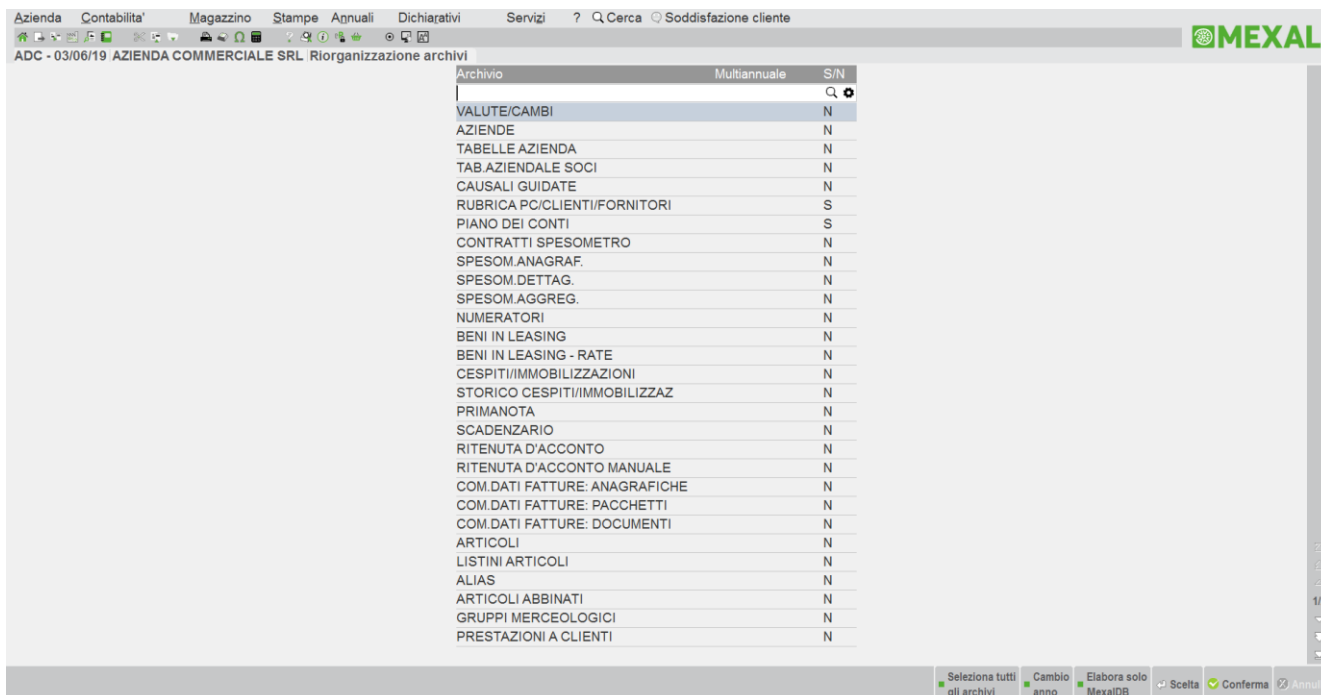 Azienda Contabilita' Magazzino Stampe Annuali Dichiarativi Servizi ? Cerca Soddisfazione cliente
MEXAL
ADC - 03/06/19 AZIENDA COMMERCIALE SRL Riorganizzazione archivi
Archivio Multiannuale S/N
VALUTE/CAMBI N
AZIENDE N
TABELLE AZIENDA N
TAB.AZIENDALE SOCI N
CAUSALI GUIDATE N
RUBRICA PC/CLIENTI/FORNITORI S
PIANO DEI CONTI S
CONTRATTI SPESOMETRO N
SPESOM.ANAGRAF. N
SPESOM.DETTAG. N
SPESOM.AGGREG. N
NUMERATORI N
BENI IN LEASING N
BENI IN LEASING - RATE N
CESPITI/IMMOBILIZZAZIONI N
STORICO CESPITI/IMMOBILIZZAZ N
PRIMANOTA N
SCADENZARIO N
RITENUTA D'ACCONTO N
RITENUTA D'ACCONTO MANUALE N
COM.DATI FATTURE: ANAGRAFICHE N
COM.DATI FATTURE: PACCHETTI N
COM.DATI FATTURE: DOCUMENTI N
ARTICOLI N
LISTINI ARTICOLI N
ALIAS N
ARTICOLI ABBINATI N
GRUPPI MERCEOLOGICI N
PRESTAZIONI A CLIENTI N
1/
Seleziona tutti gli archivi Cambio anno Elabora solo MexalDB Scelta Conferma Annul